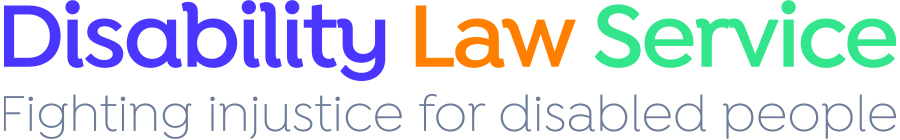 Disability Law Service
Fighting injustice for disabled people